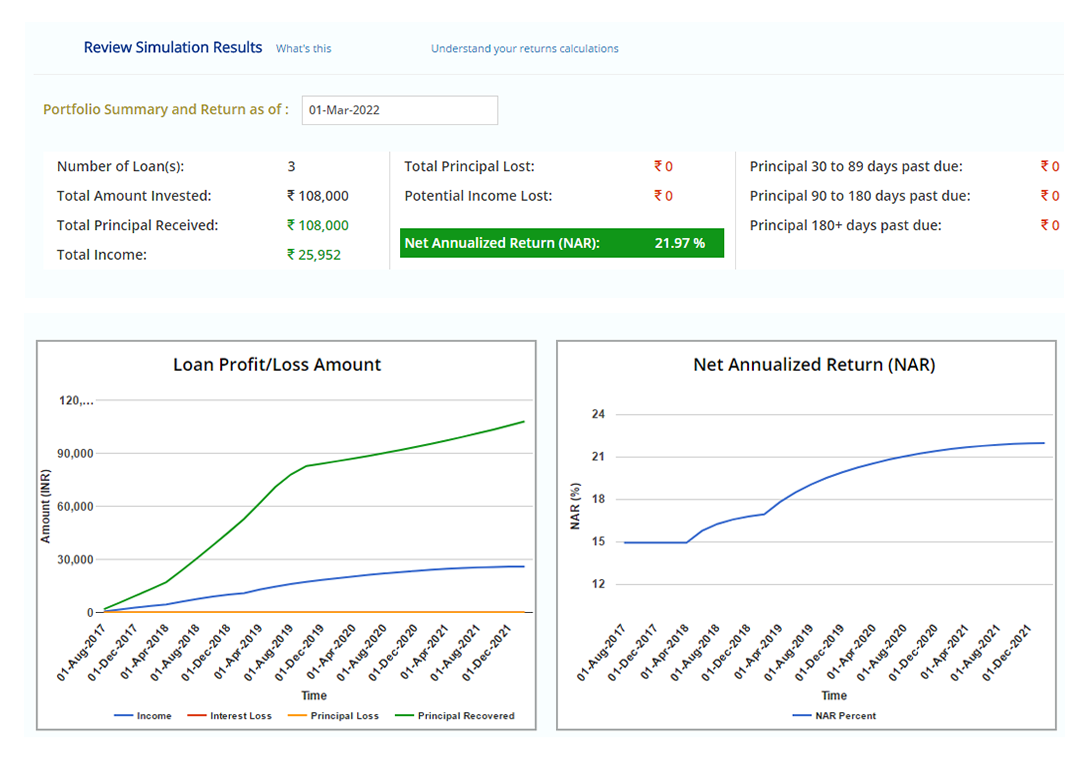 Review Simulation Results What's this Understand your returns calculations
Portfolio Summary and Return as of : 01-Mar-2022
Number of Loan(s): 3
Total Amount Invested: ₹ 108,000
Total Principal Received: ₹ 108,000
Total Income: ₹ 25,952
Total Principal Lost: ₹ 0
Potential Income Lost: ₹ 0
Net Annualized Return (NAR): 21.97 %
Principal 30 to 89 days past due: ₹ 0
Principal 90 to 180 days past due: ₹ 0
Principal 180+ days past due: ₹ 0
Loan Profit/Loss Amount
120,...
90,000
60,000
30,000
0
Amount (INR)
01-Aug-2017 01-Dec-2017 01-Apr-2018 01-Aug-2018 01-Dec-2018 01-Apr-2019 01-Aug-2019 01-Dec-2019 01-Apr-2020 01-Aug-2020 01-Dec-2020 01-Apr-2021 01-Aug-2021 01-Dec-2021
Time
Income Interest Loss Principal Loss Principal Recovered
Net Annualized Return (NAR)
24
21
18
15
12
NAR (%)
01-Aug-2017 01-Dec-2017 01-Apr-2018 01-Aug-2018 01-Dec-2018 01-Apr-2019 01-Aug-2019 01-Dec-2019 01-Apr-2020 01-Aug-2020 01-Dec-2020 01-Apr-2021 01-Aug-2021 01-Dec-2021
Time
NAR Percent